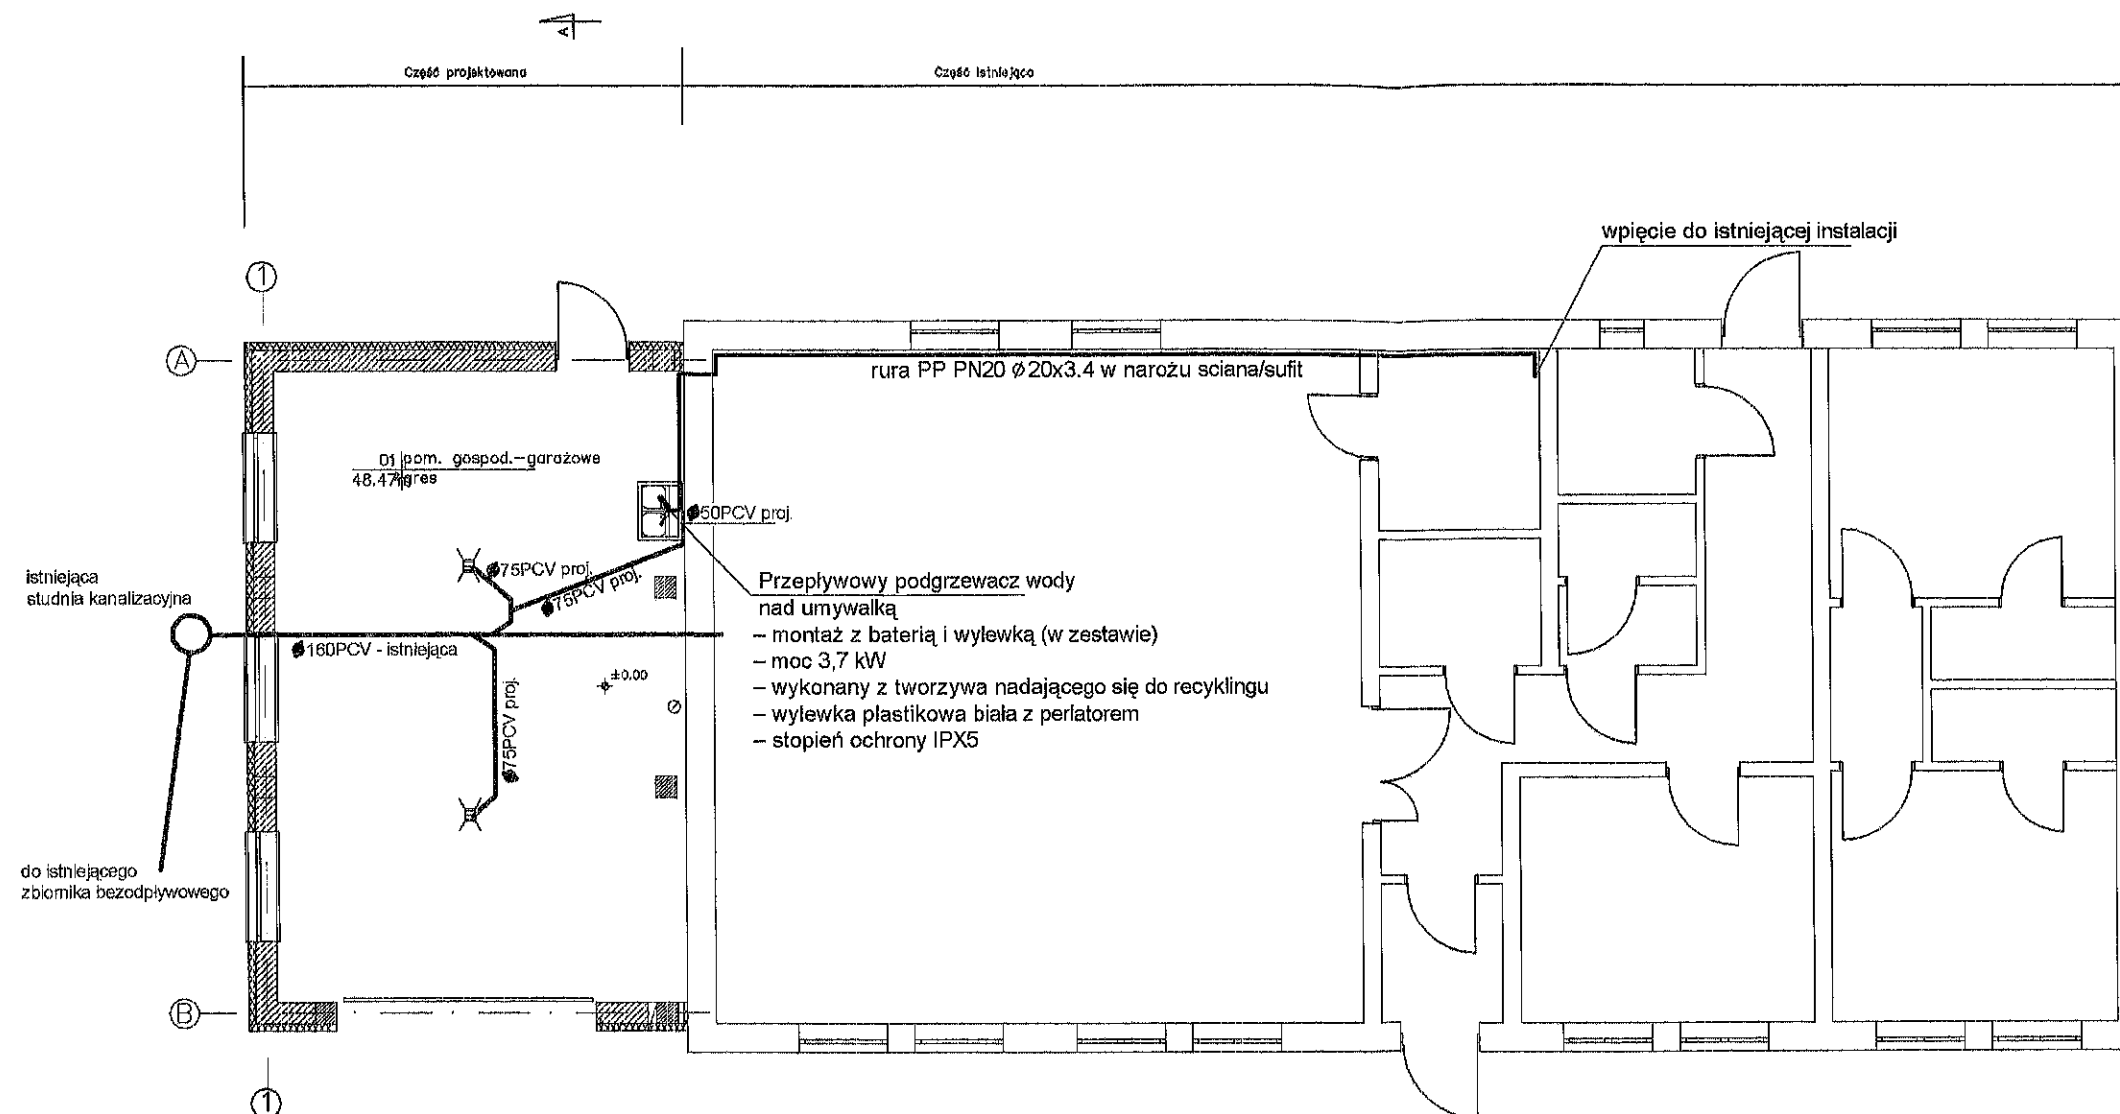 A
Część projektowana
Część istniejąca
wpięcie do istniejącej instalacji
1
A
rura PP PN20 Ø20x3.4 w narożu sciana/sufit
01 pom. gospod.-garażowe
48.47 gres
Ø50PCV proj.
Ø75PCV proj.
Ø75PCV proj.
istniejąca
studnia kanalizacyjna
Ø160PCV - istniejąca
±0.00
Ø75PCV proj.
Przepływowy podgrzewacz wody
nad umywalką
– montaż z baterią i wylewką (w zestawie)
– moc 3,7 kW
– wykonany z tworzywa nadającego się do recyklingu
– wylewka plastikowa biała z perlatorem
– stopień ochrony IPX5
do istniejącego
zbiornika bezodpływowego
B
1